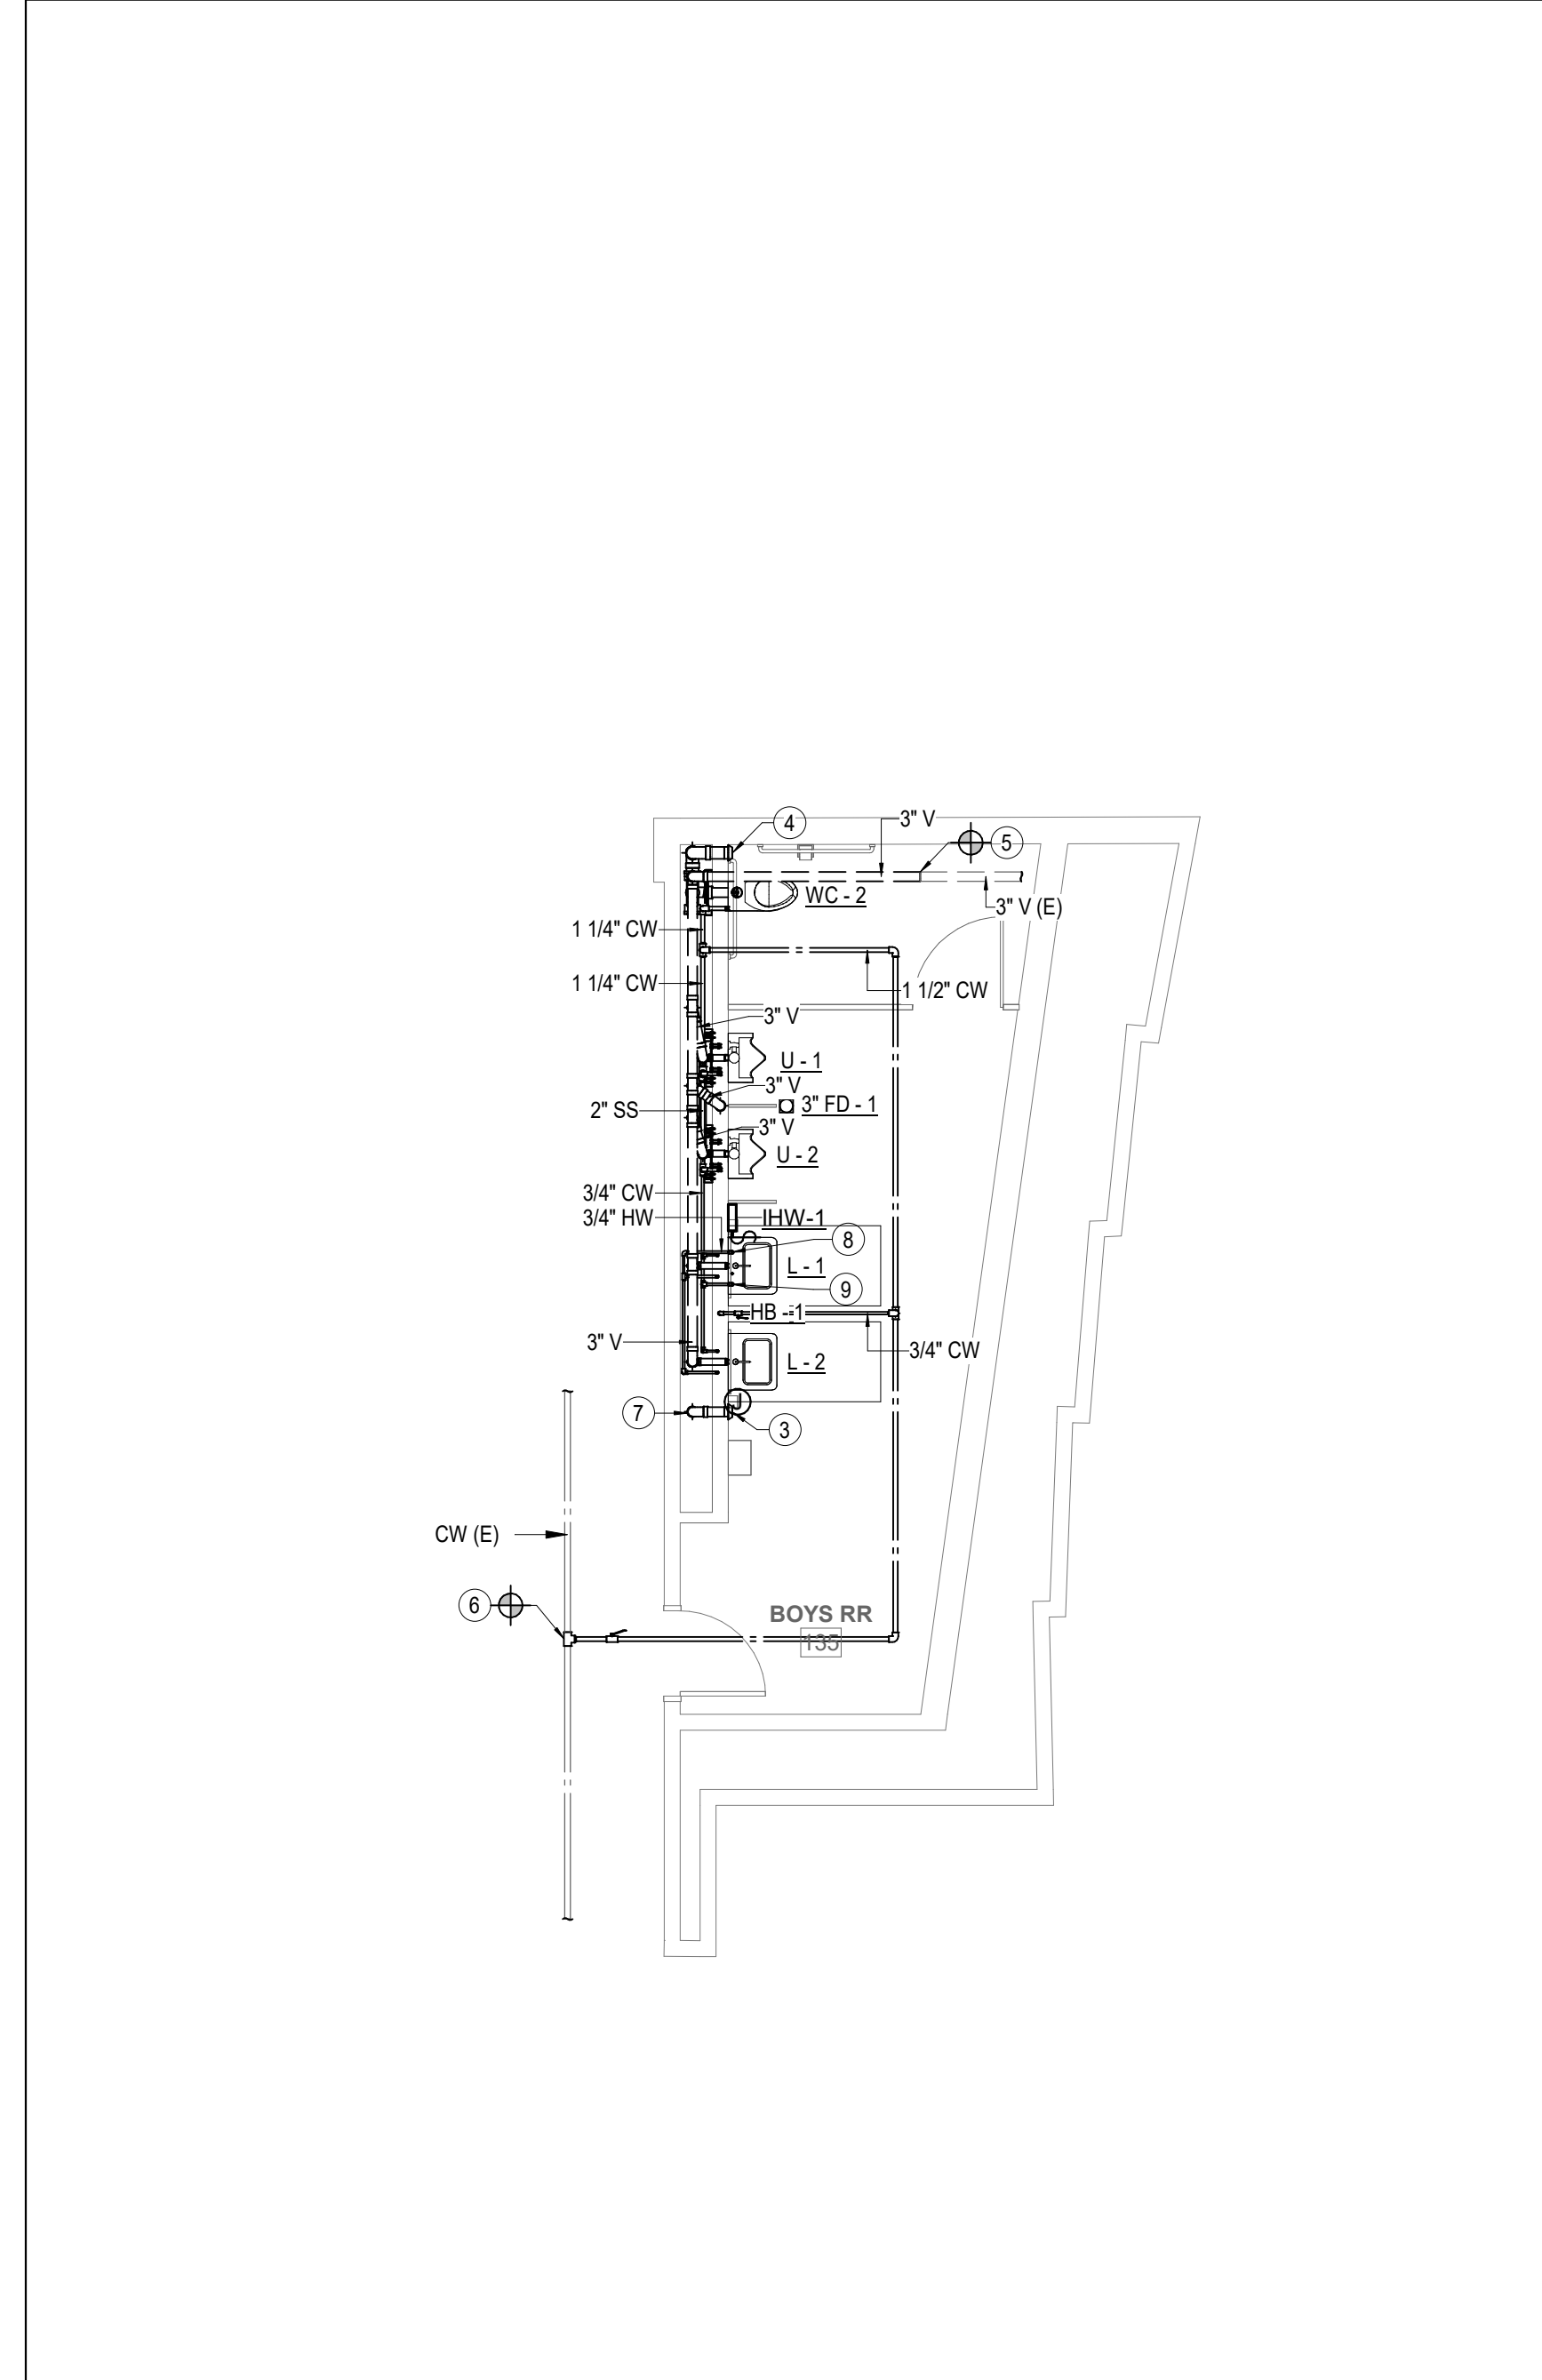 3" V
4
5
WC - 2
3" V (E)
1 1/4" CW
1 1/4" CW
1 1/2" CW
3" V
U - 1
3" V
2" SS
3" FD - 1
3" V
U - 2
3/4" CW
3/4" HW
IHW-1
8
L - 1
9
HB - 1
3" V
3/4" CW
L - 2
7
J
3
CW (E)
6
BOYS RR
135